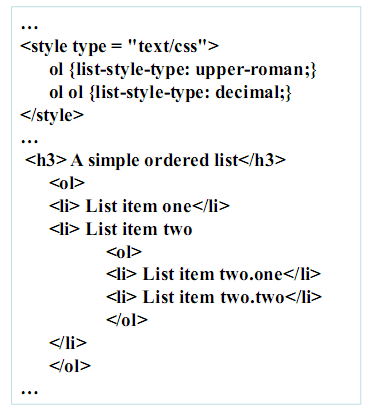 …
<style type = "text/css">
ol {list-style-type: upper-roman;}
ol ol {list-style-type: decimal;}
</style>
…
<h3> A simple ordered list</h3>
<ol>
<li> List item one</li>
<li> List item two
<ol>
<li> List item two.one</li>
<li> List item two.two</li>
</ol>
</li>
</ol>
…